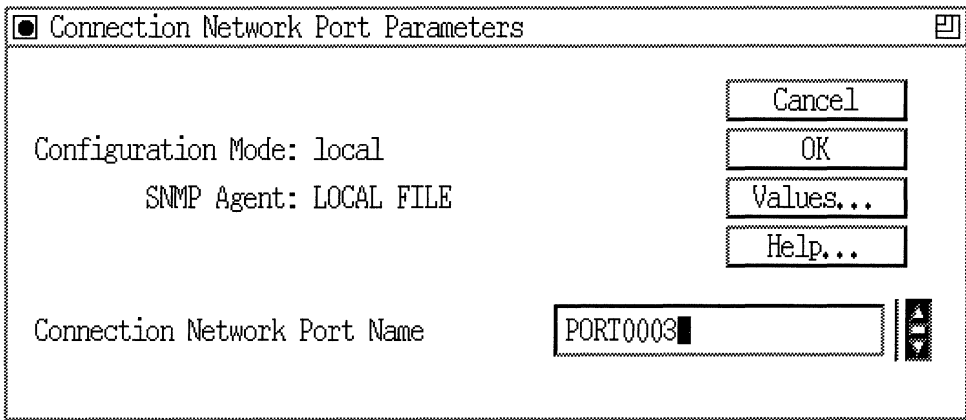 Connection Network Port Parameters
Cancel
Configuration Mode: local
OK
SNMP Agent: LOCAL FILE
Values...
Help...
Connection Network Port Name
PORT0003